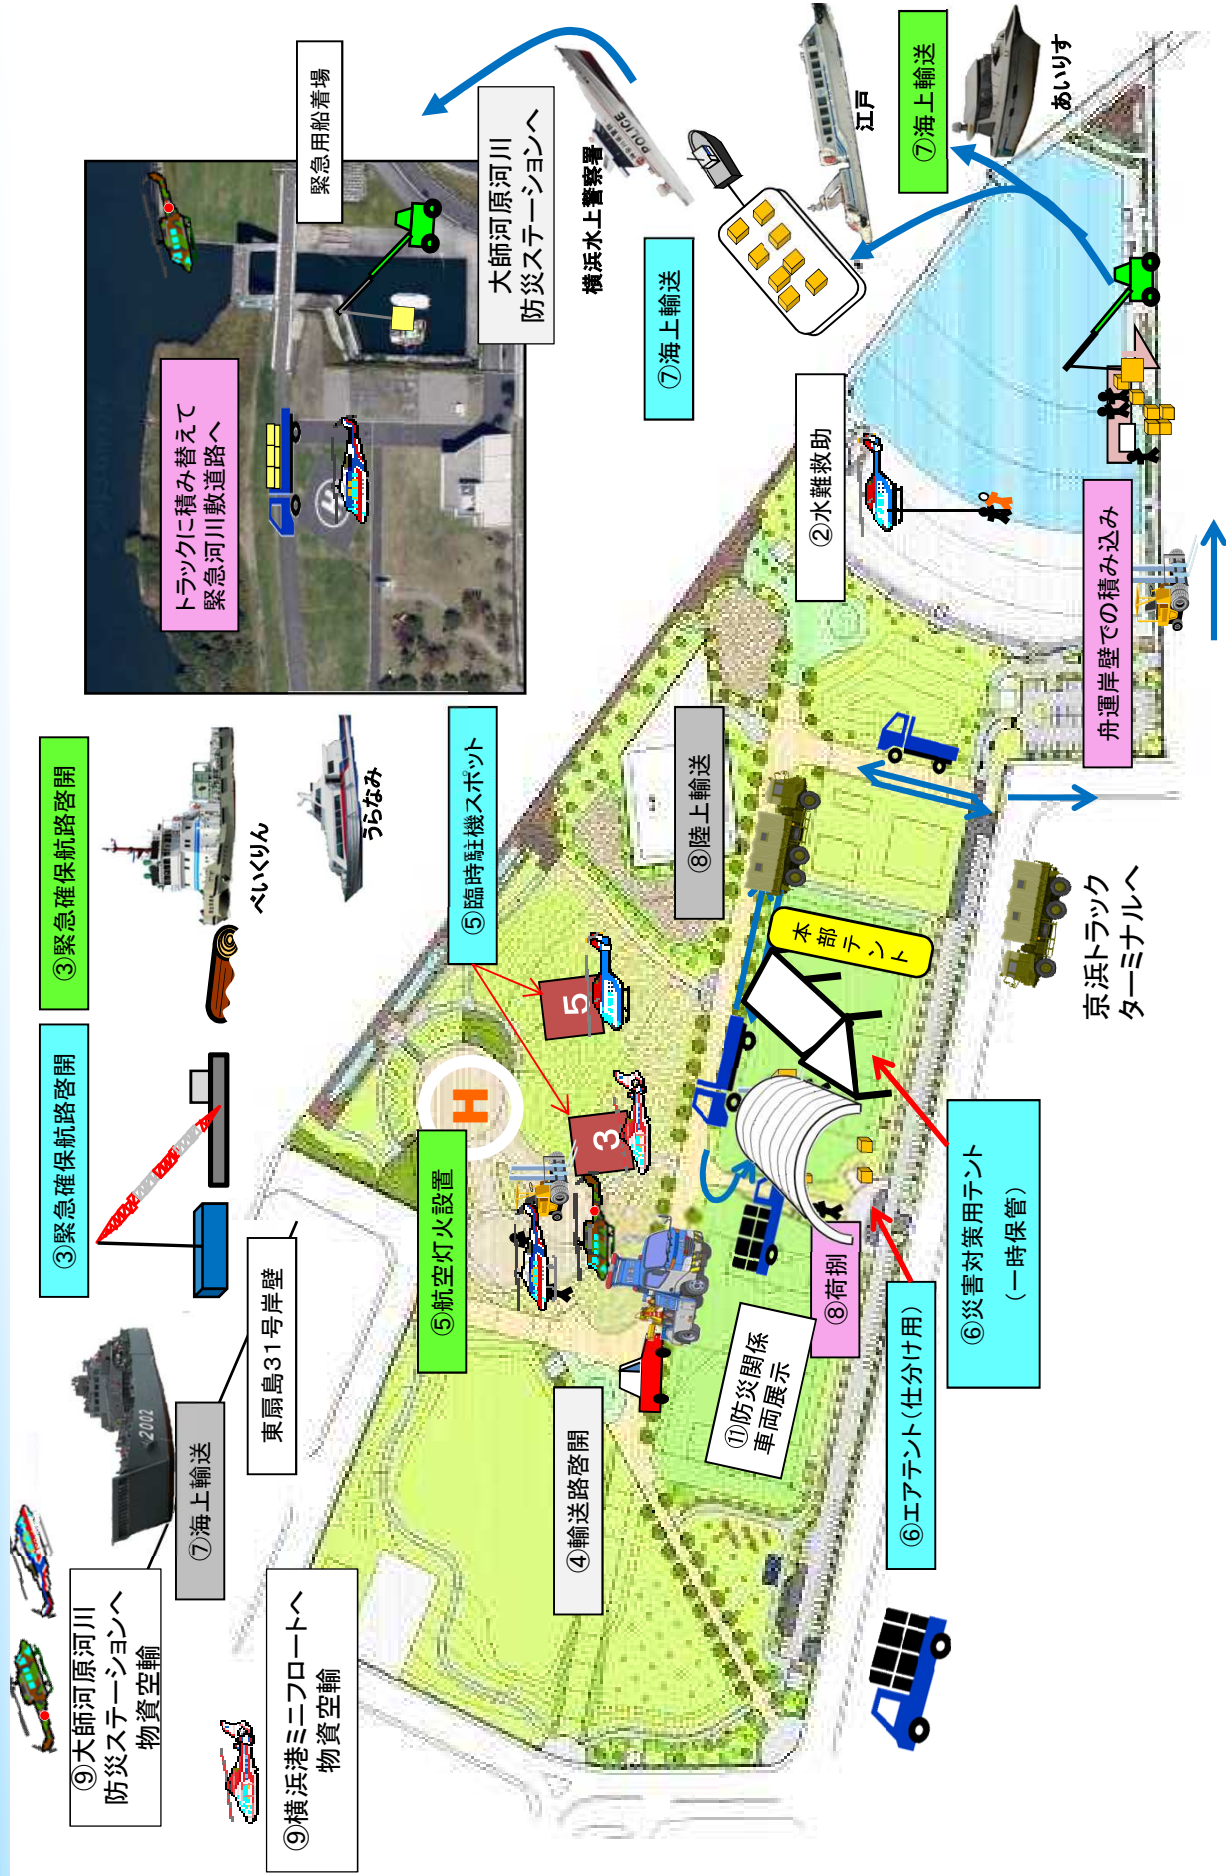 ⑨大師河原河川
防災ステーションへ
物資空輸
⑨横浜港ミニフロートへ
物資空輸
2002
⑦海上輸送
東扇島31号岸壁
③緊急確保航路啓開
③緊急確保航路啓開
べいくりん
うらなみ
トラックに積み替えて
緊急河川敷道路へ
緊急用船着場
大師河原河川
防災ステーションへ
POLICE
横浜水上警察署
⑦海上輸送
江戸
⑦海上輸送
あいりす
⑤臨時駐機スポット
5
3
H
⑤航空灯火設置
④輸送路啓開
⑪防災関係
車両展示
⑧荷捌
⑧陸上輸送
本部
テント
②水難救助
舟運岸壁での積み込み
⑥エアテント(仕分け用)
⑥災害対策用テント
(一時保管)
京浜トラック
ターミナルへ